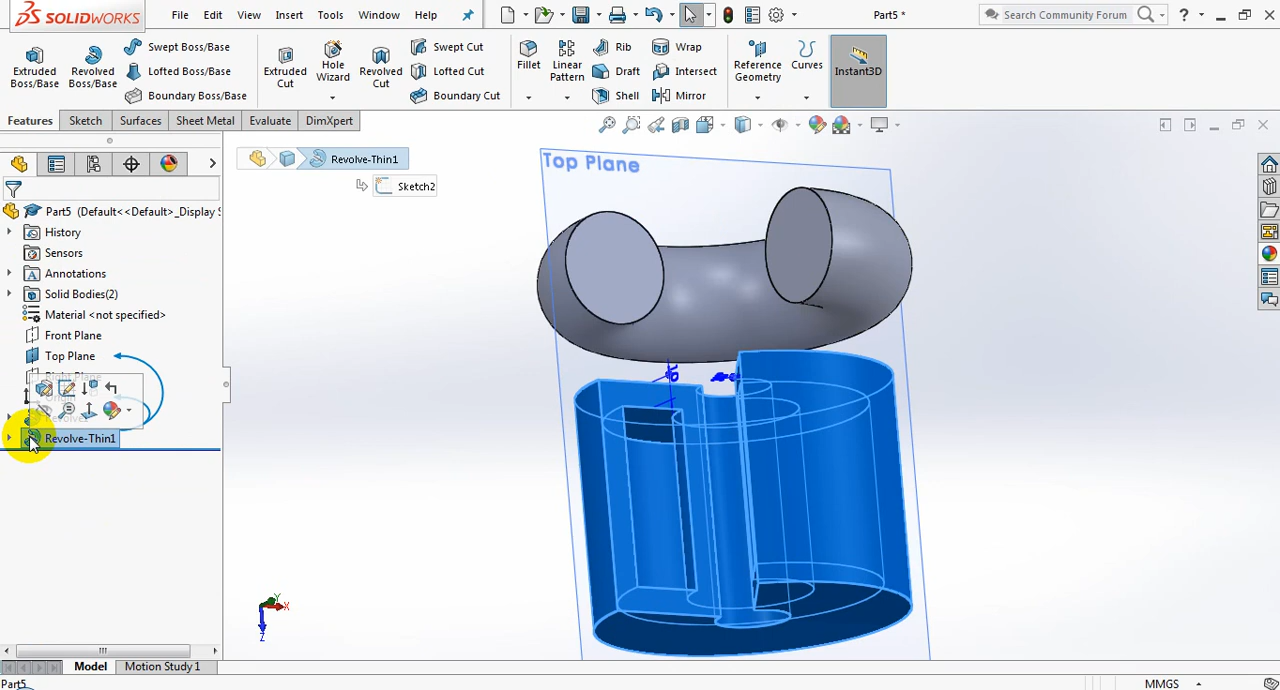 SOLIDWORKS
File Edit View Insert Tools Window Help
Part5 *
Search Community Forum
?
Extruded Boss/Base
Revolved Boss/Base
Swept Boss/Base
Lofted Boss/Base
Boundary Boss/Base
Extruded Cut
Hole Wizard
Revolved Cut
Swept Cut
Lofted Cut
Boundary Cut
Fillet
Linear Pattern
Rib
Draft
Shell
Wrap
Intersect
Mirror
Reference Geometry
Curves
Instant3D
Features Sketch Surfaces Sheet Metal Evaluate DimXpert
Revolve-Thin1
Sketch2
Top Plane
Part5 (Default<<Default>_Display S
History
Sensors
Annotations
Solid Bodies(2)
Material <not specified>
Front Plane
Top Plane
Right Plane
Revolve-Thin1
Y
X
Z
Model Motion Study 1
Part5
MMGS